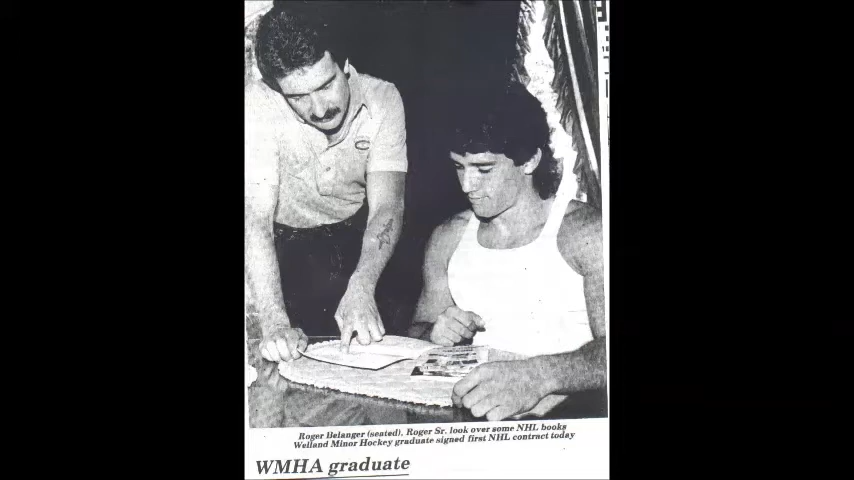 Roger Belanger (seated), Roger Sr. look over some NHL books
Welland Minor Hockey graduate signed first NHL contract today
WMHA graduate